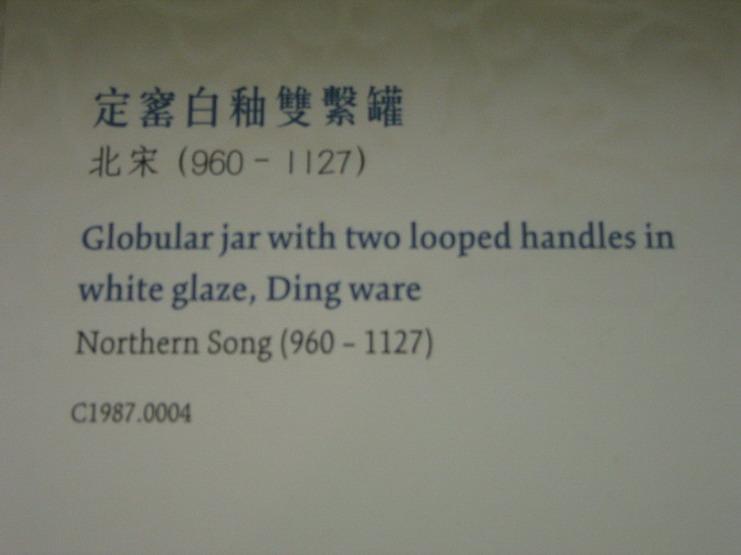 定窰白釉雙繫罐
北宋 (960 - 1127)
Globular jar with two looped handles in
white glaze, Ding ware
Northern Song (960 – 1127)
C1987.0004